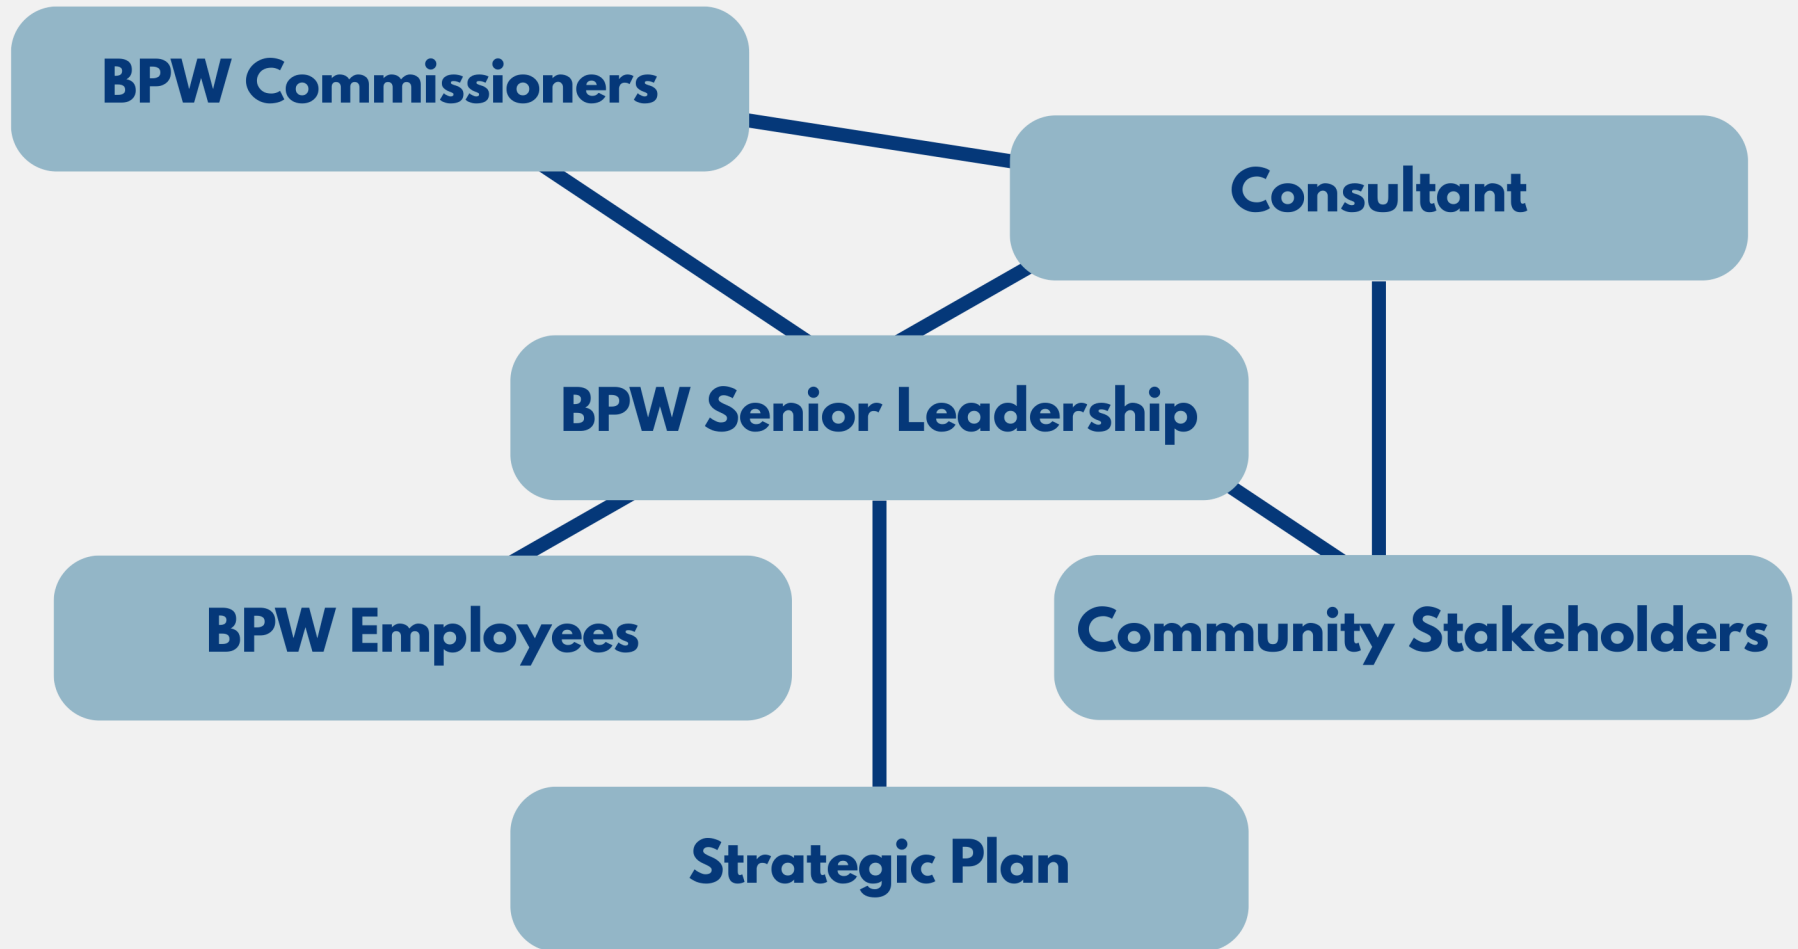 BPW Commissioners
Consultant
BPW Senior Leadership
BPW Employees
Community Stakeholders
Strategic Plan